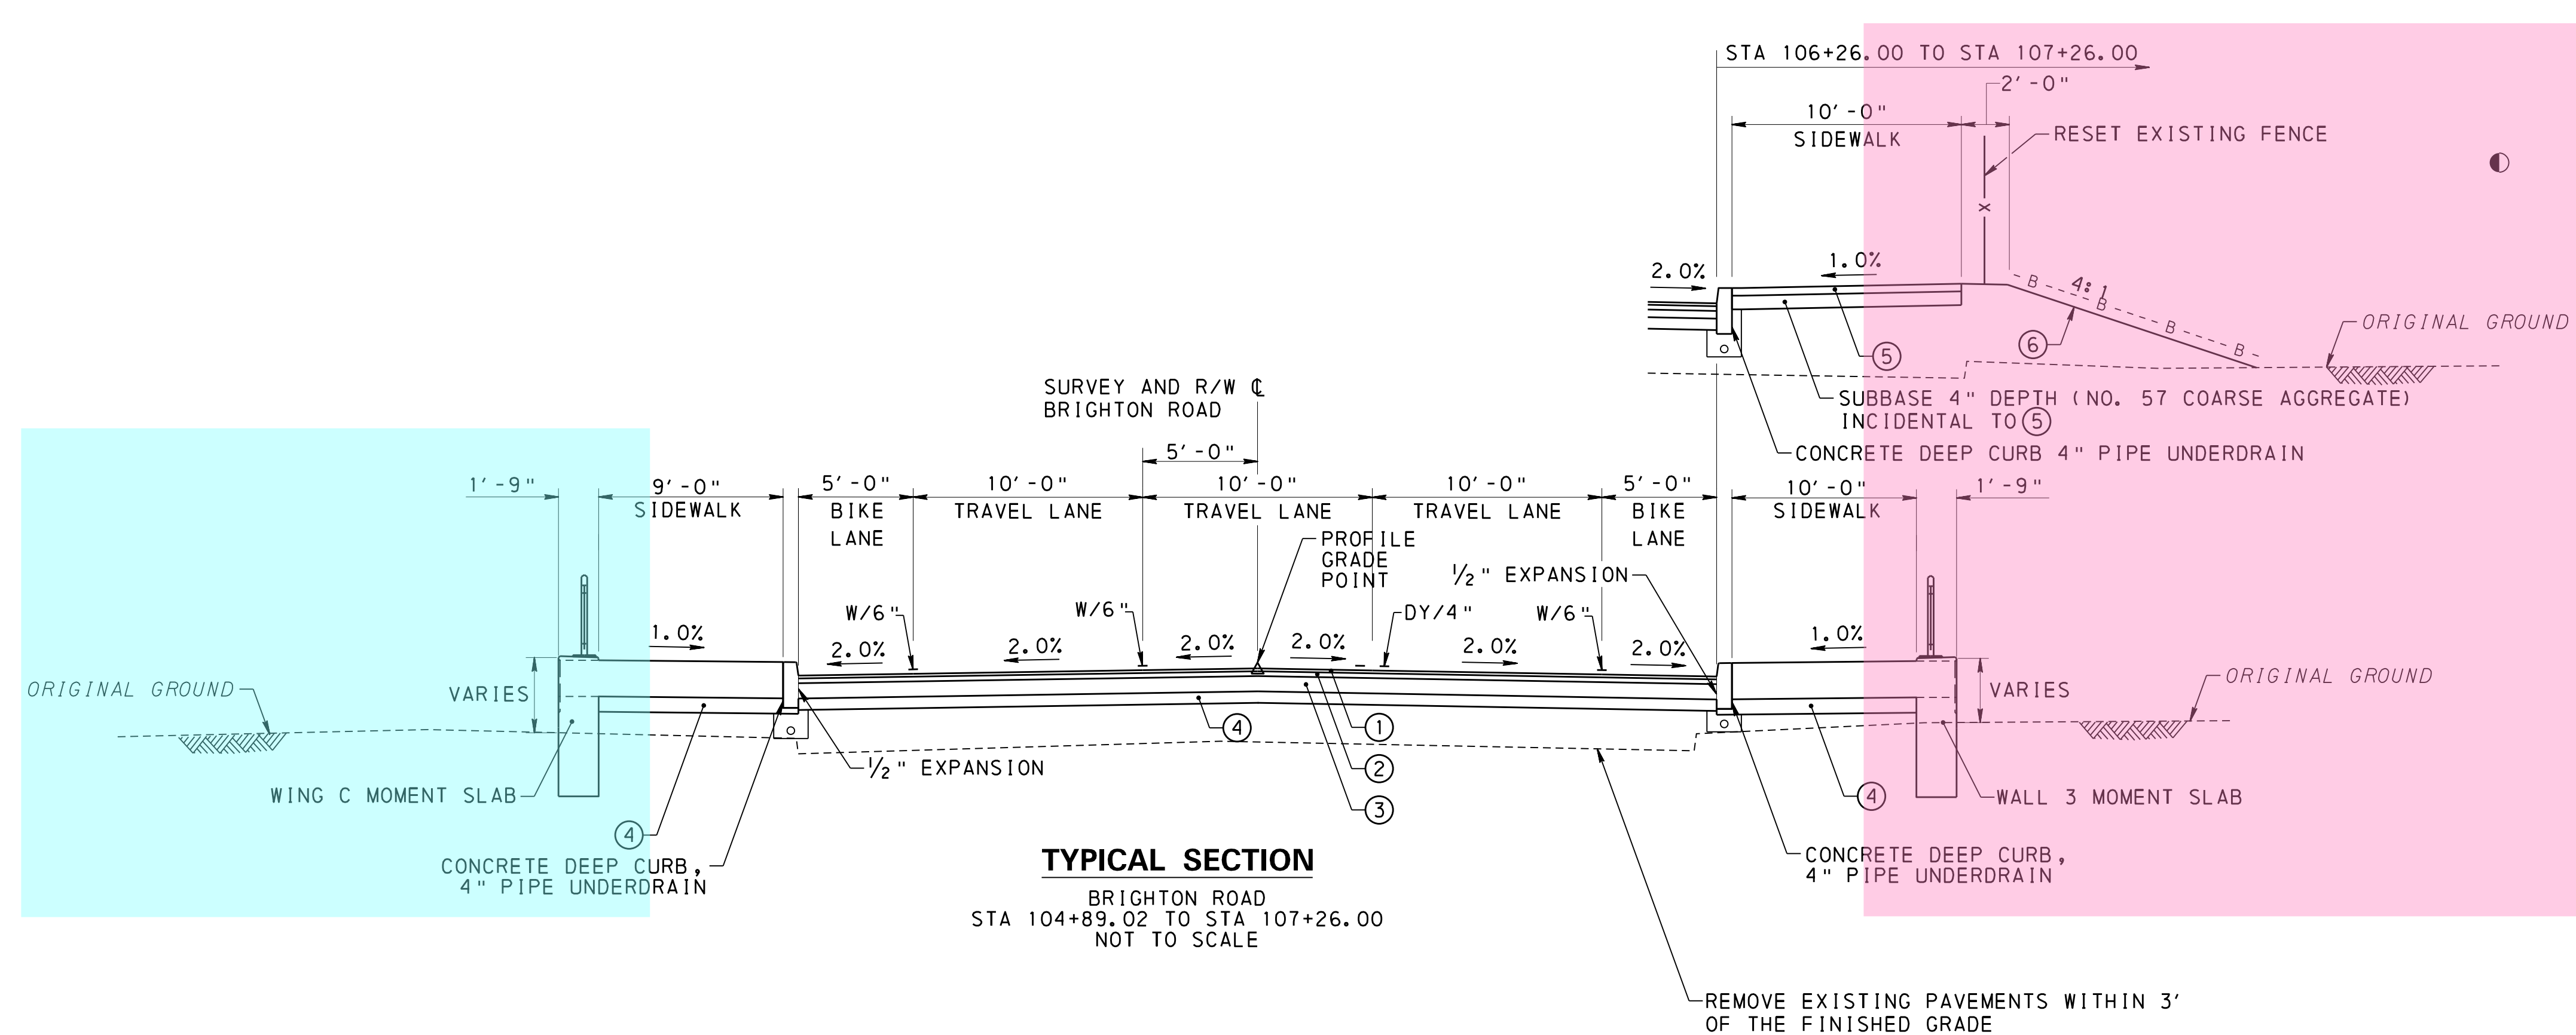 STA 106+26.00 TO STA 107+26.00
2'-0"
10'-0"
SIDEWALK
RESET EXISTING FENCE
X
2.0%
1.0%
B B B B
4:1
ORIGINAL GROUND
5
6
SUBBASE 4" DEPTH (NO. 57 COARSE AGGREGATE)
INCIDENTAL TO 5
CONCRETE DEEP CURB 4" PIPE UNDERDRAIN
SURVEY AND R/W ℄
BRIGHTON ROAD
5'-0"
1'-9"
9'-0"
SIDEWALK
5'-0"
BIKE
LANE
10'-0"
TRAVEL LANE
10'-0"
TRAVEL LANE
10'-0"
TRAVEL LANE
5'-0"
BIKE
LANE
10'-0"
SIDEWALK
1'-9"
PROFILE
GRADE
POINT
½" EXPANSION
W/6"
W/6"
DY/4"
W/6"
1.0%
2.0%
2.0%
2.0%
2.0%
2.0%
2.0%
1.0%
ORIGINAL GROUND
VARIES
VARIES
ORIGINAL GROUND
4
1
½" EXPANSION
2
3
WING C MOMENT SLAB
4
WALL 3 MOMENT SLAB
4
CONCRETE DEEP CURB,
4" PIPE UNDERDRAIN
CONCRETE DEEP CURB,
4" PIPE UNDERDRAIN
TYPICAL SECTION
BRIGHTON ROAD
STA 104+89.02 TO STA 107+26.00
NOT TO SCALE
REMOVE EXISTING PAVEMENTS WITHIN 3'
OF THE FINISHED GRADE